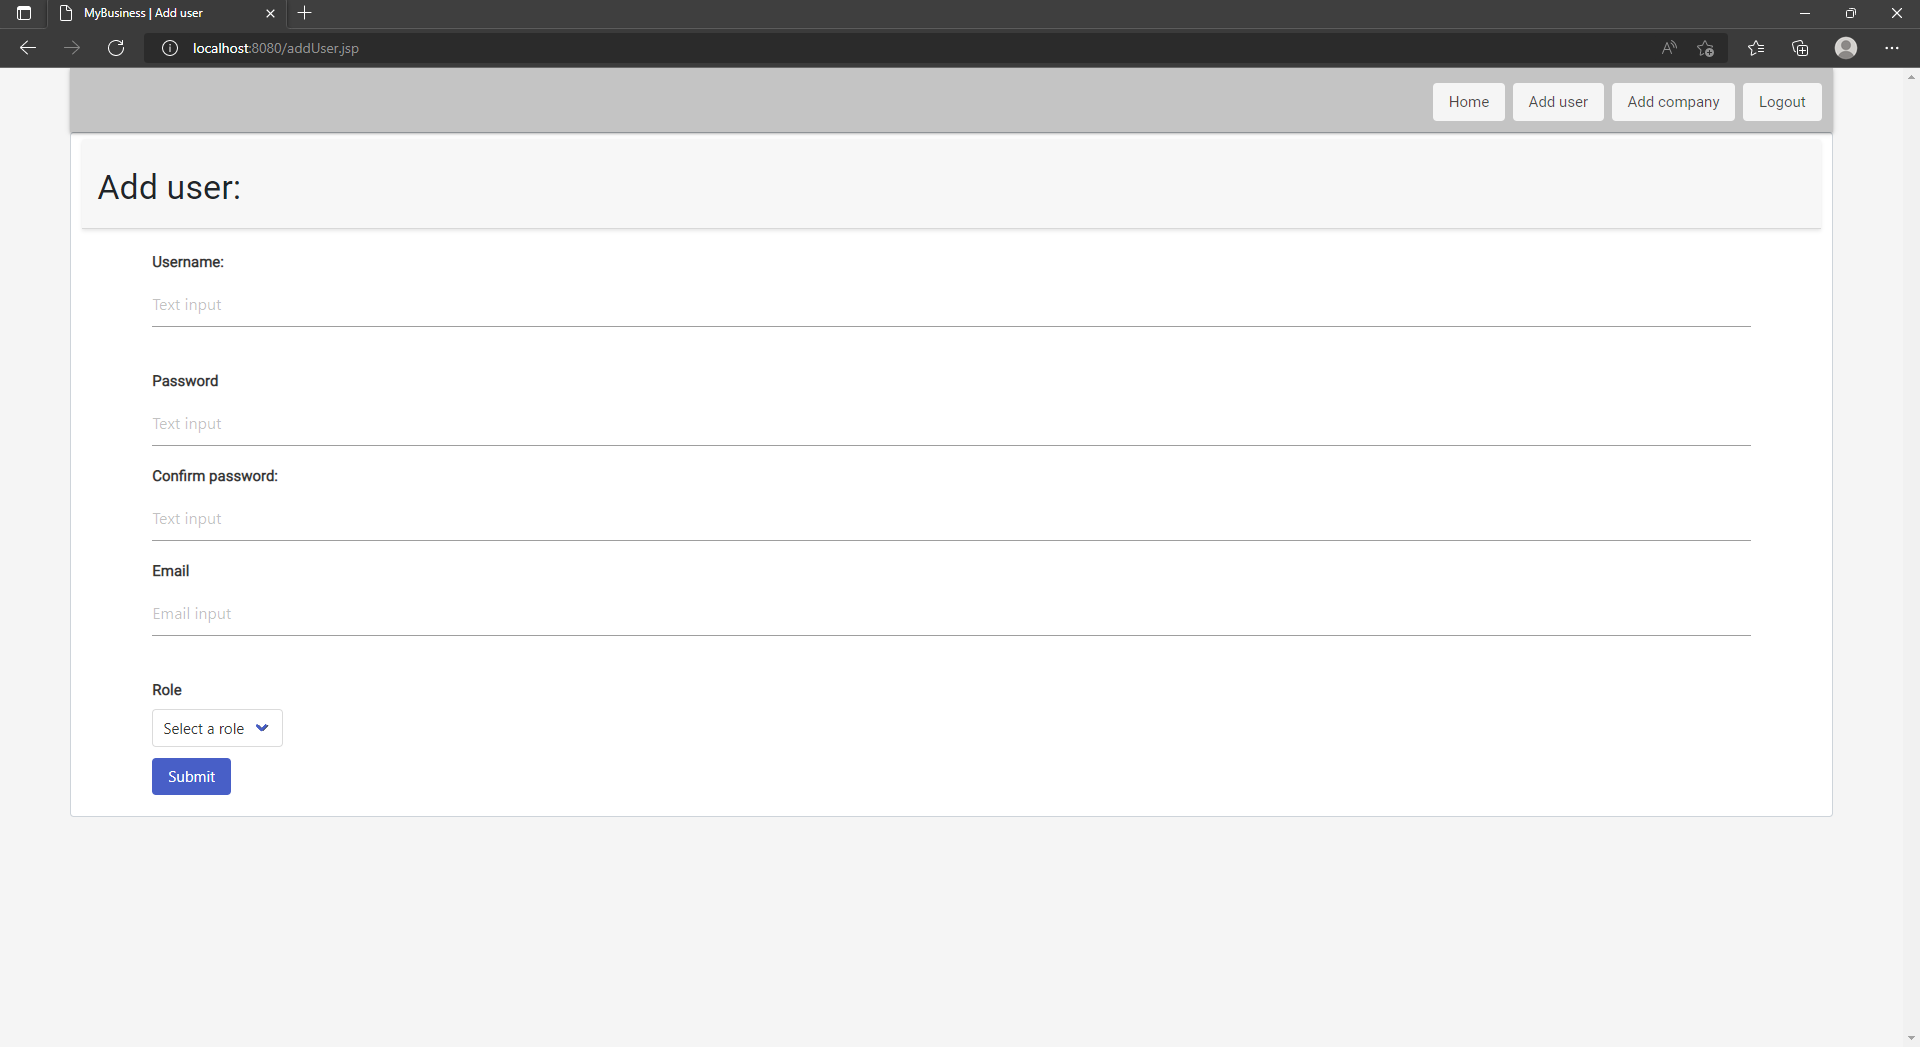 MyBusiness | Add user
localhost:8080/addUser.jsp
Home Add user Add company Logout
Add user:
Username:
Text input
Password
Text input
Confirm password:
Text input
Email
Email input
Role
Select a role
Submit